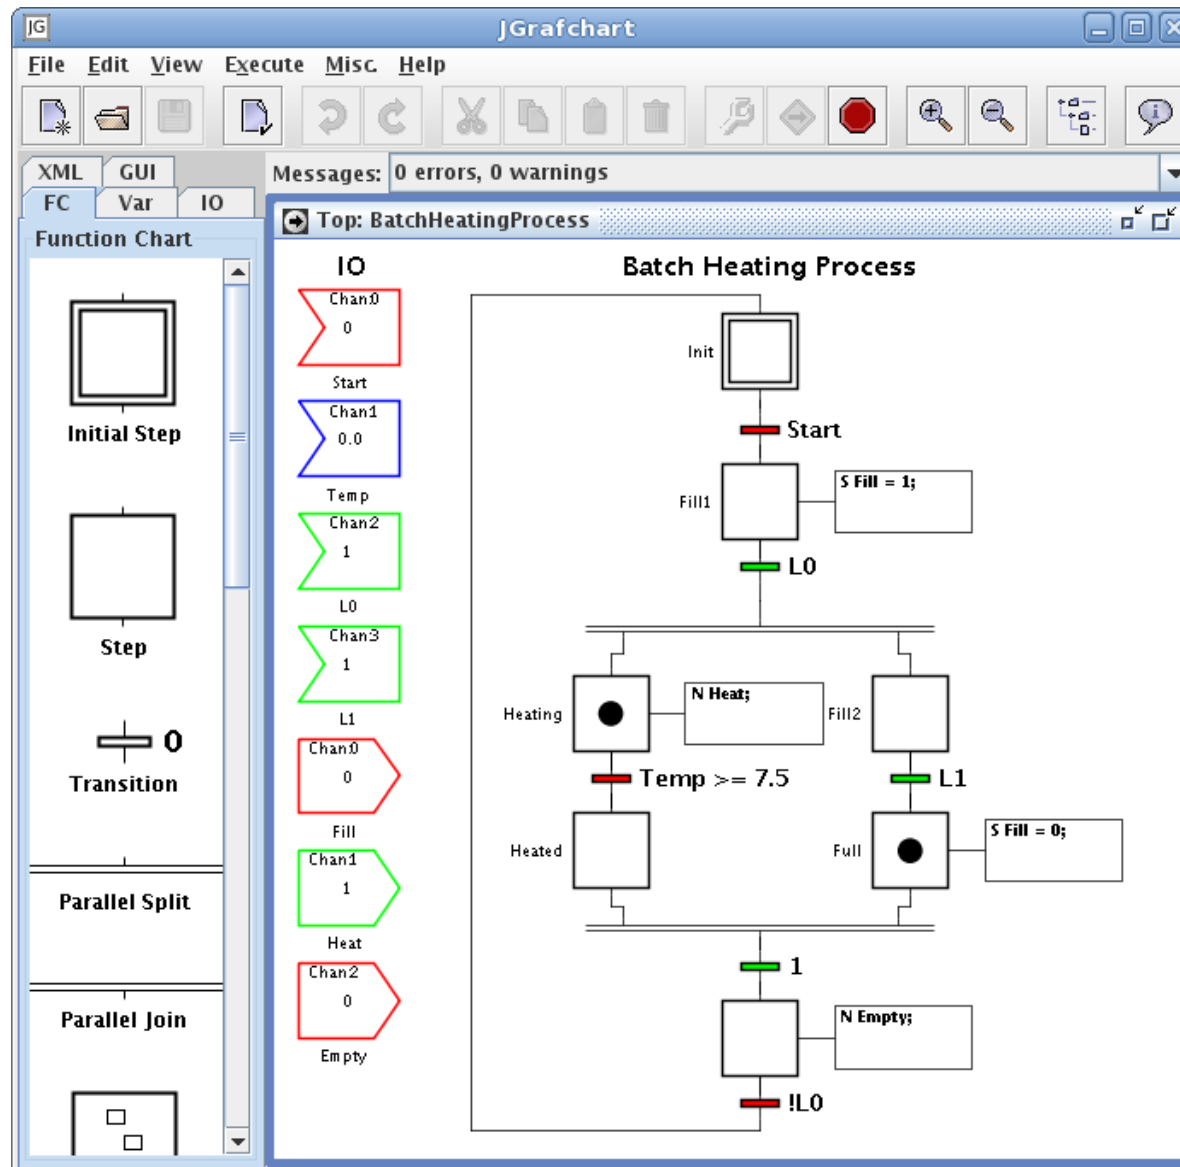 JG JGrafchart
File Edit View Execute Misc. Help
XML GUI
FC Var IO
Messages: 0 errors, 0 warnings
Top: BatchHeatingProcess
Function Chart
Initial Step
Step
0
Transition
Parallel Split
Parallel Join
IO
Chan0
0
Start
Chan1
0.0
Temp
Chan2
1
L0
Chan3
1
L1
Chan0
0
Fill
Chan1
1
Heat
Chan2
0
Empty
Batch Heating Process
Init
Start
Fill1
S Fill = 1;
L0
Heating
N Heat;
Fill2
Temp >= 7.5
L1
Heated
Full
S Fill = 0;
1
N Empty;
!L0